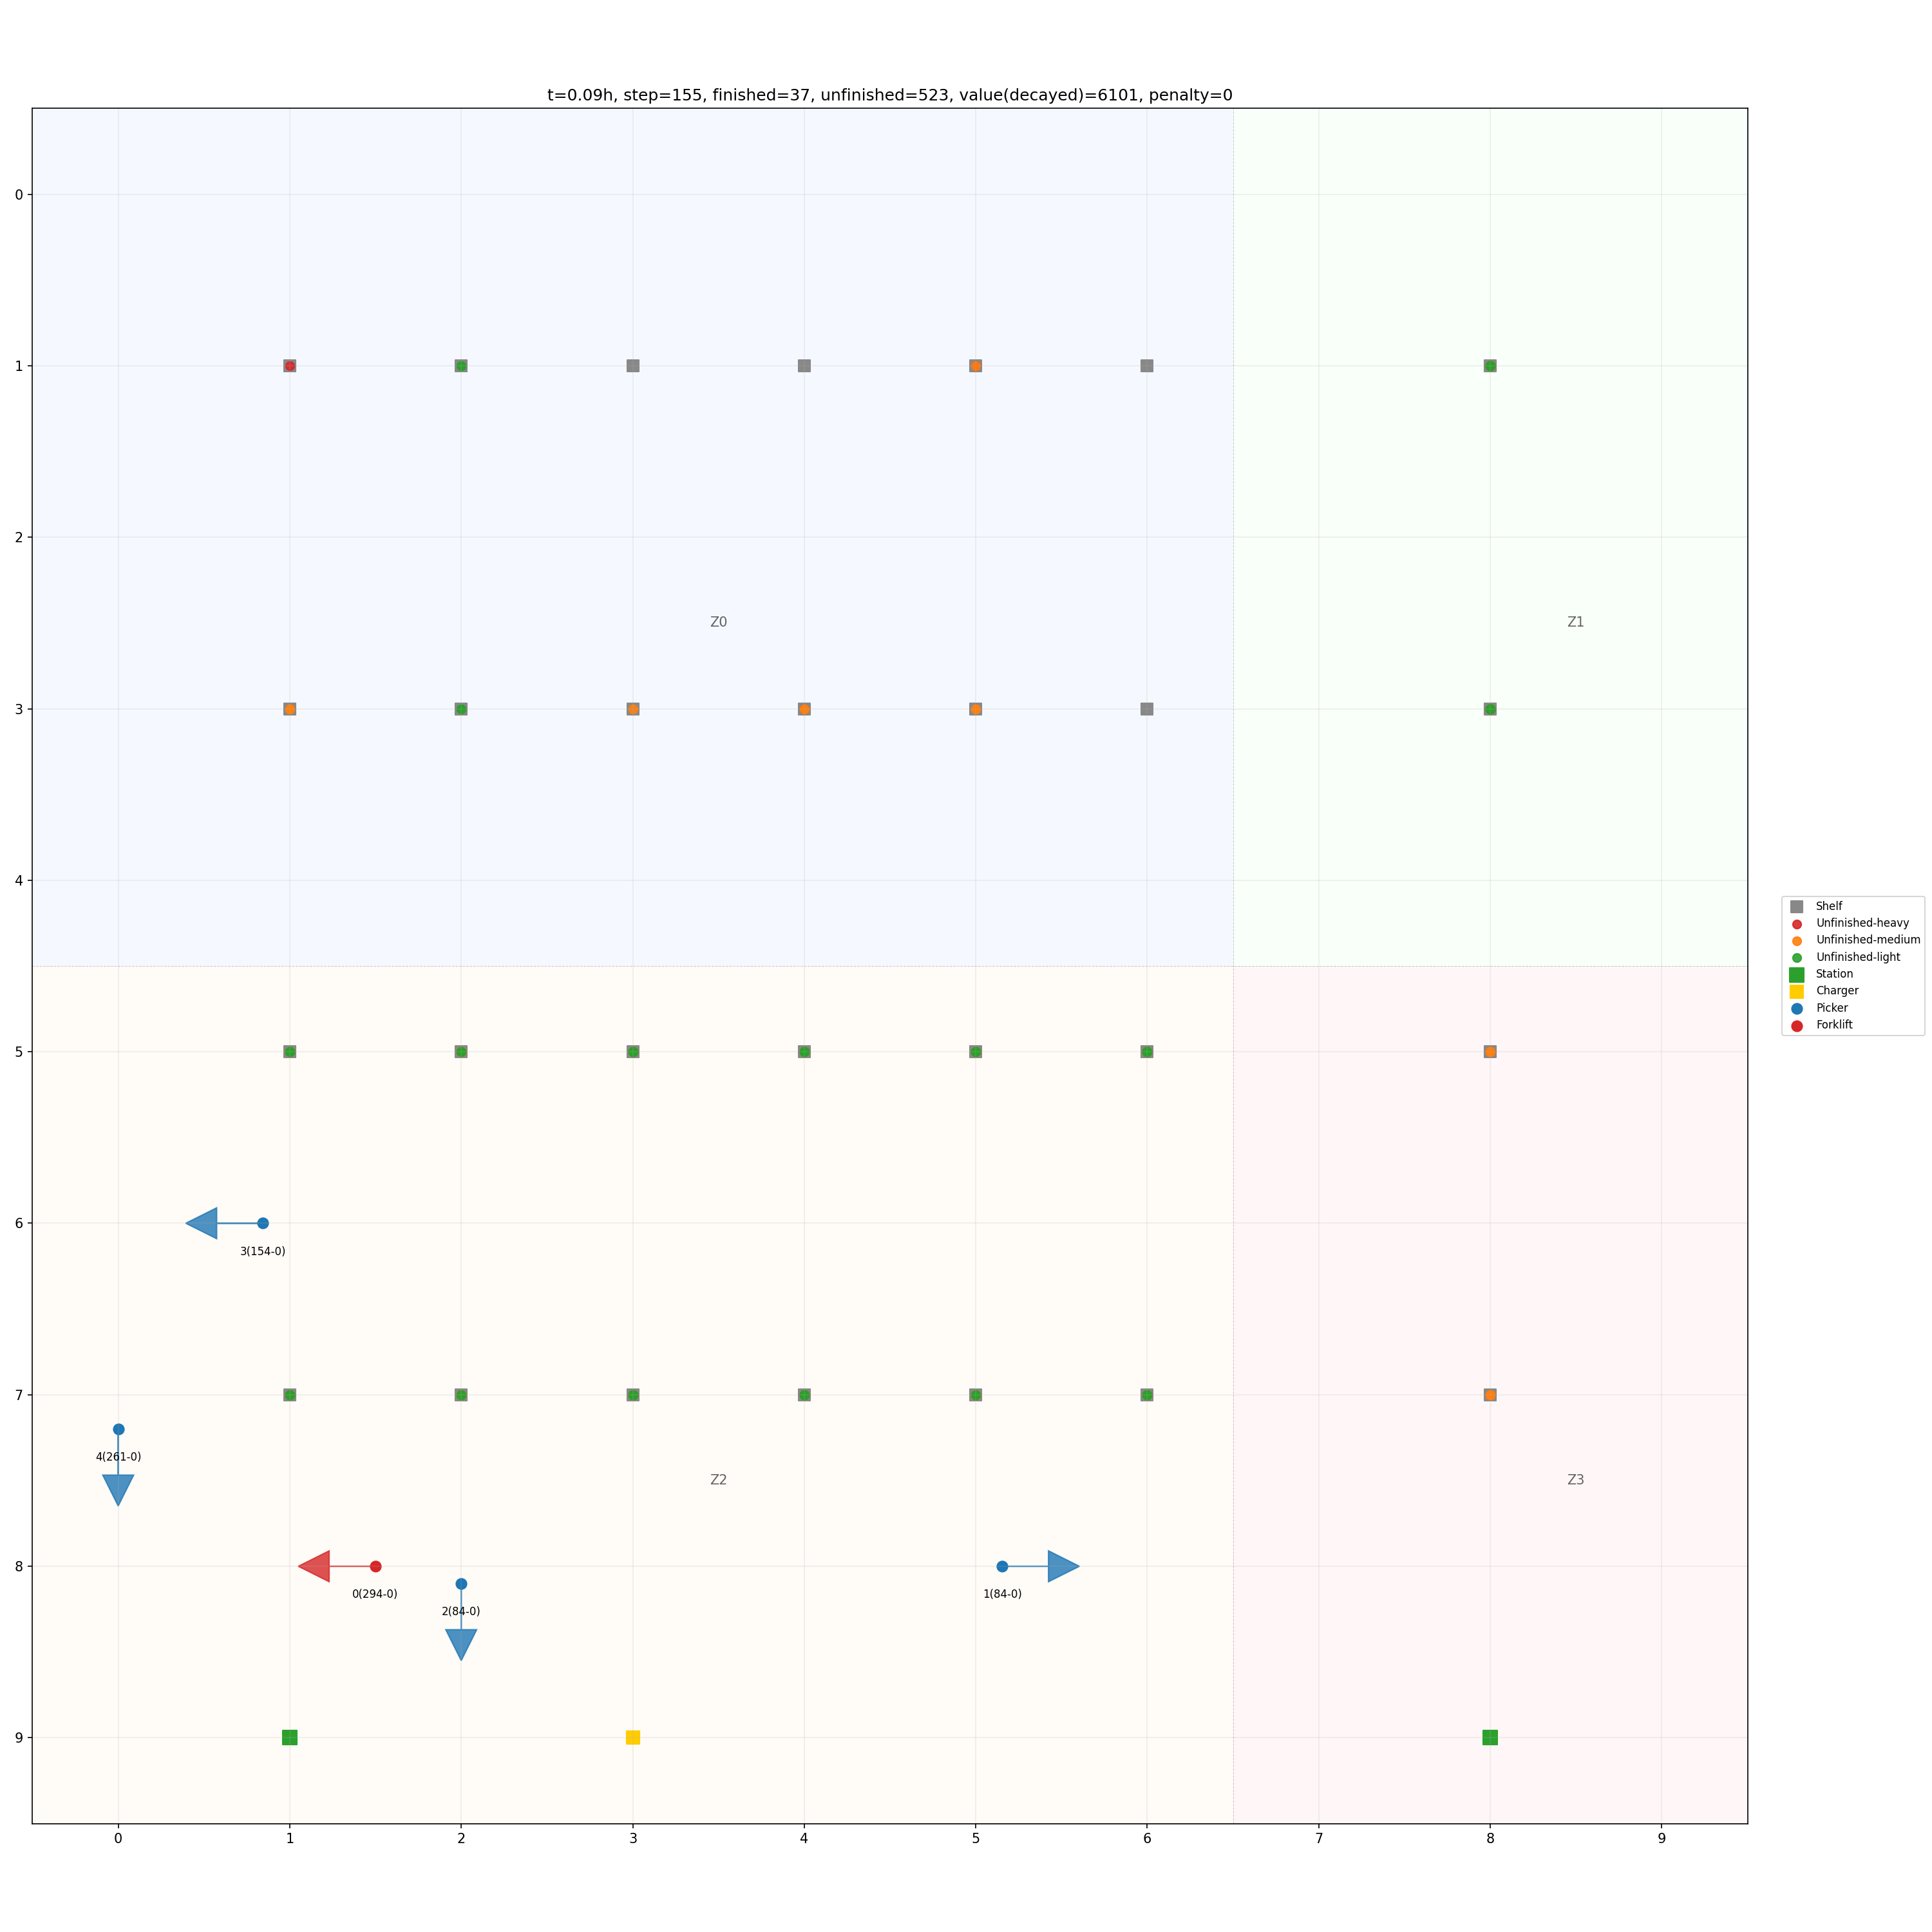 t=0.09h, step=155, finished=37, unfinished=523, value(decayed)=6101, penalty=0
0
1
2
Z0
Z1
3
4
Shelf
Unfinished-heavy
Unfinished-medium
Unfinished-light
Station
Charger
Picker
Forklift
5
6
3(154-0)
7
4(261-0)
Z2
Z3
8
0(294-0)
1(84-0)
2(84-0)
9
0 1 2 3 4 5 6 7 8 9